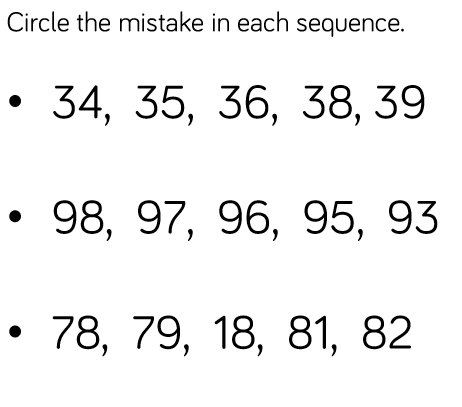 Circle the mistake in each sequence.
• 34, 35, 36, 38, 39
• 98, 97, 96, 95, 93
• 78, 79, 18, 81, 82